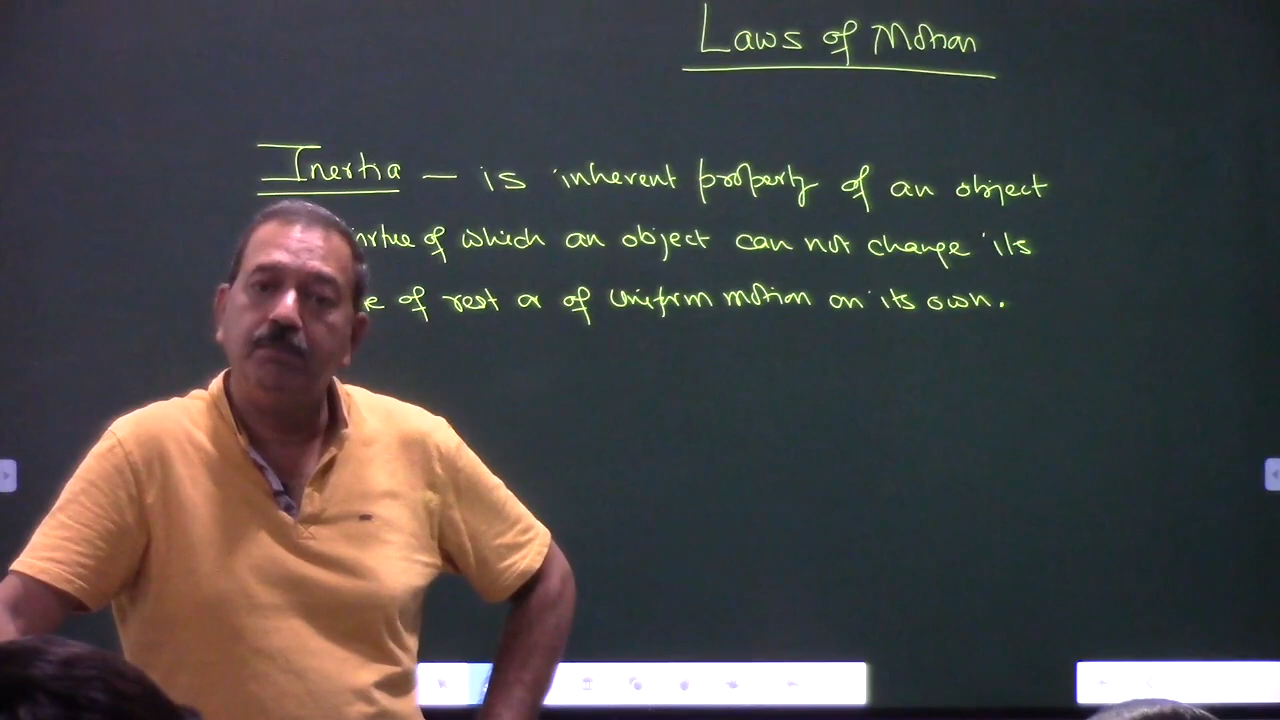 Laws of Motion
Inertia — is inherent property of an object
virtue of which an object can not change its
of rest or of uniform motion on its own.